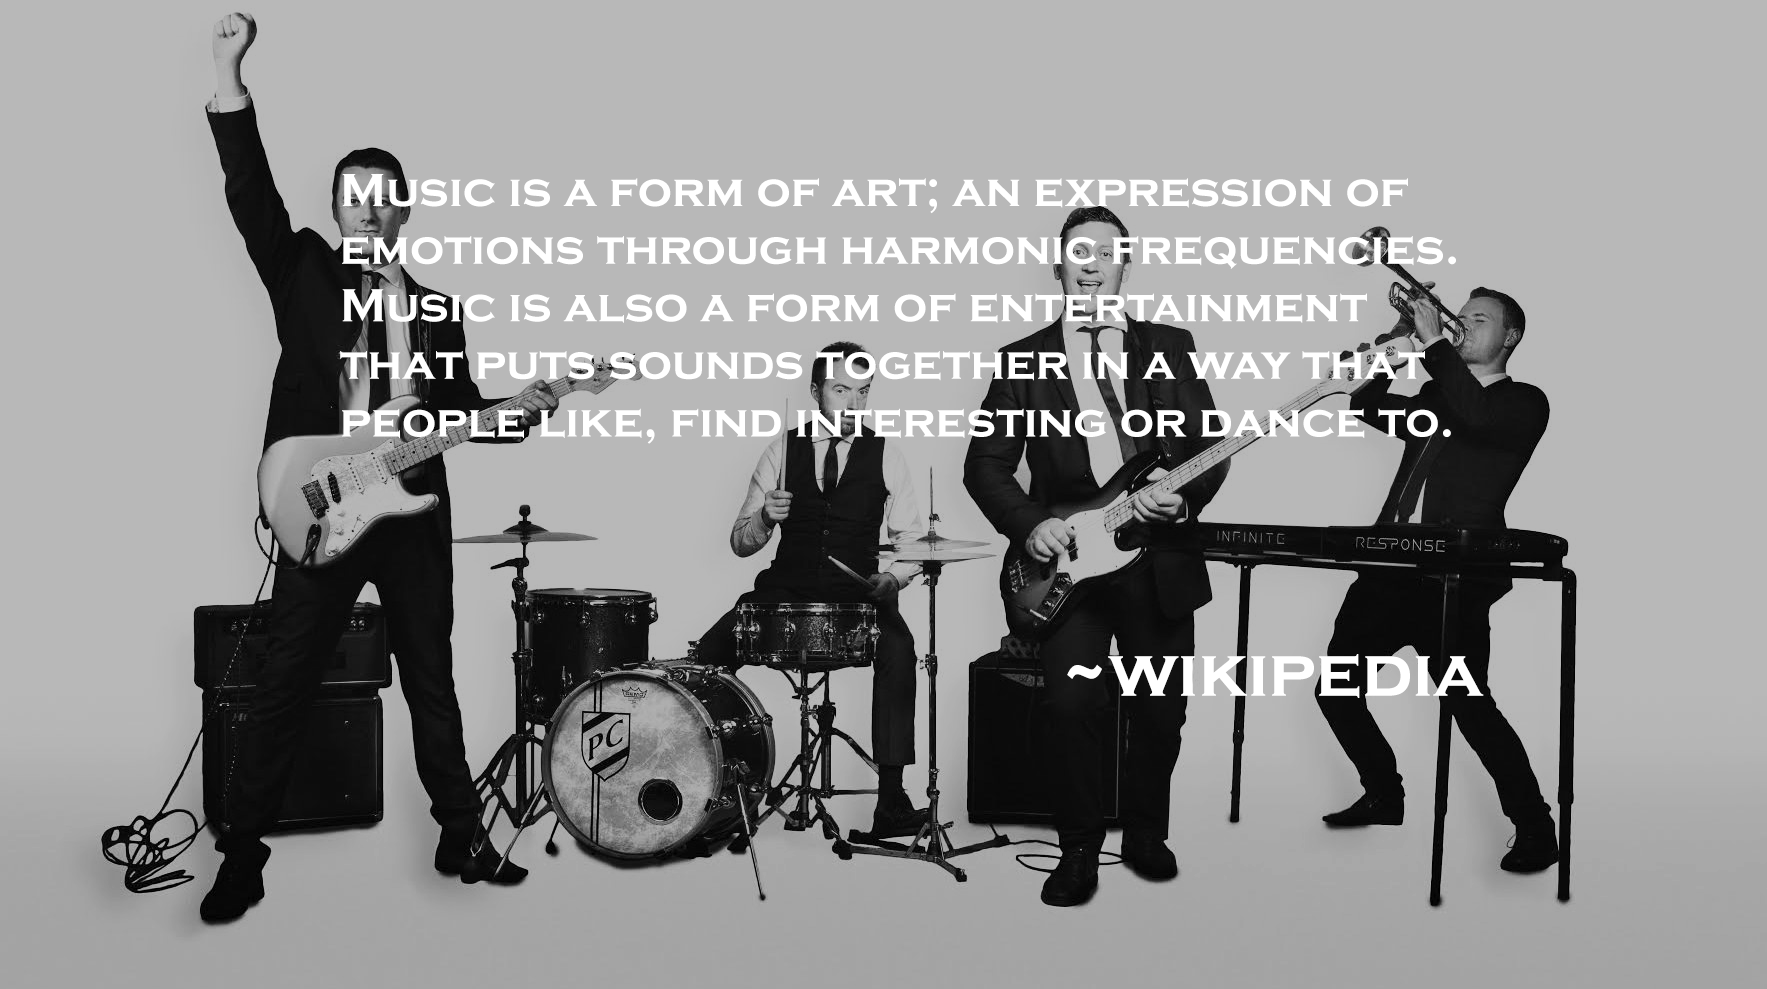 Music is a form of art; an expression of
emotions through harmonic frequencies.
Music is also a form of entertainment
that puts sounds together in a way that
people like, find interesting or dance to.
INFINITE RESPONSE
~WIKIPEDIA
REMO
PC